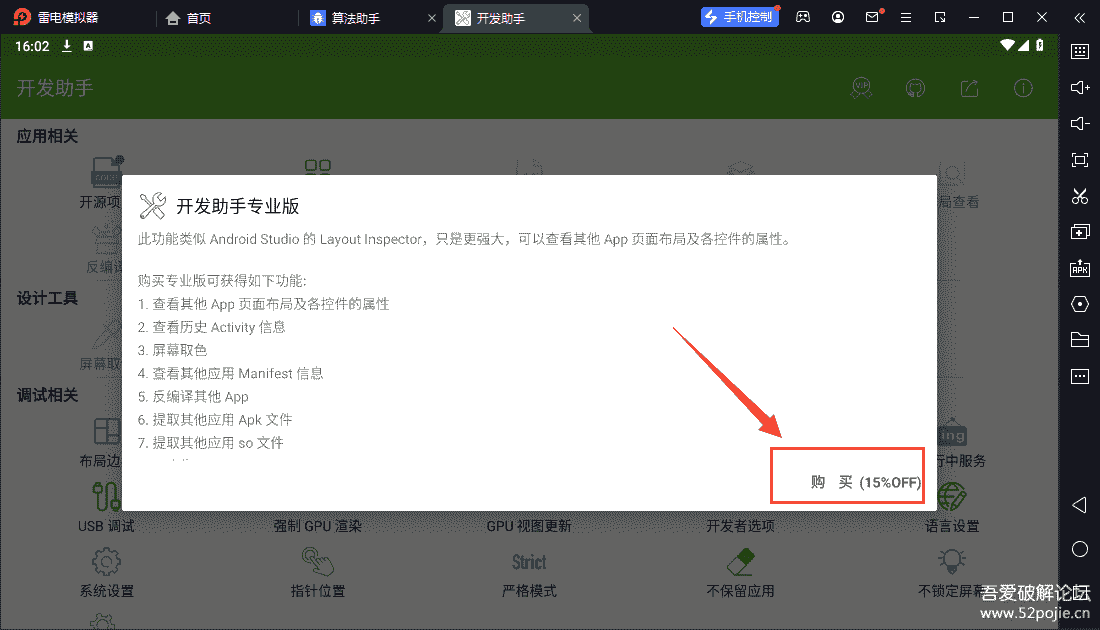 雷电模拟器
首页
算法助手
开发助手
手机控制
16:02
A
开发助手
VIP
应用相关
开源项
局查看
反编译
设计工具
屏幕取
调试相关
布局边
行中服务
USB 调试
强制 GPU 渲染
GPU 视图更新
开发者选项
语言设置
系统设置
指针位置
Strict
严格模式
不保留应用
不锁定屏幕
开发助手专业版
此功能类似 Android Studio 的 Layout Inspector，只是更强大，可以查看其他 App 页面布局及各控件的属性。
购买专业版可获得如下功能:
1. 查看其他 App 页面布局及各控件的属性
2. 查看历史 Activity 信息
3. 屏幕取色
4. 查看其他应用 Manifest 信息
5. 反编译其他 App
6. 提取其他应用 Apk 文件
7. 提取其他应用 so 文件
购 买 (15%OFF)
APK
吾爱破解论坛
www.52pojie.cn